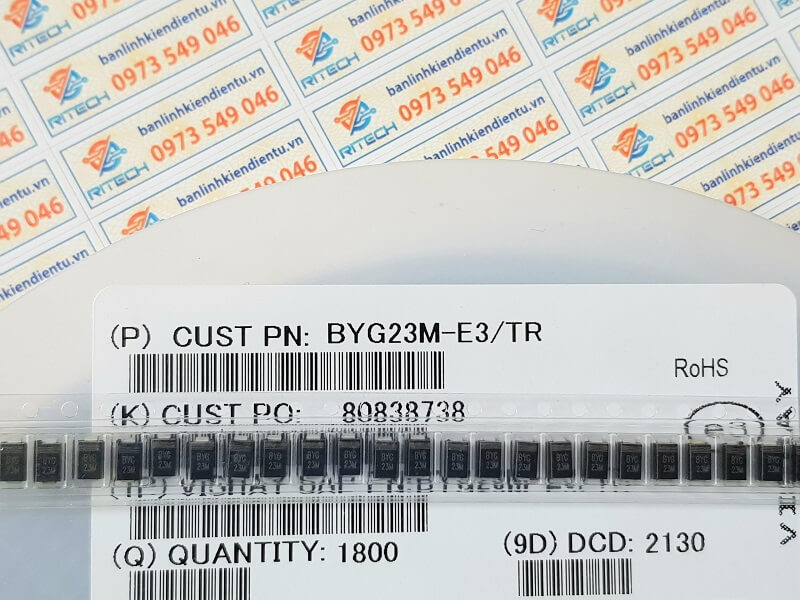 banlinhkiendientu.vn
RITECH 0973 549 046
(P) CUST PN: BYG23M-E3/TR
RoHS
(K) CUST PO: 80838738
e3
BYG
23M
(Q) QUANTITY: 1800
(9D) DCD: 2130